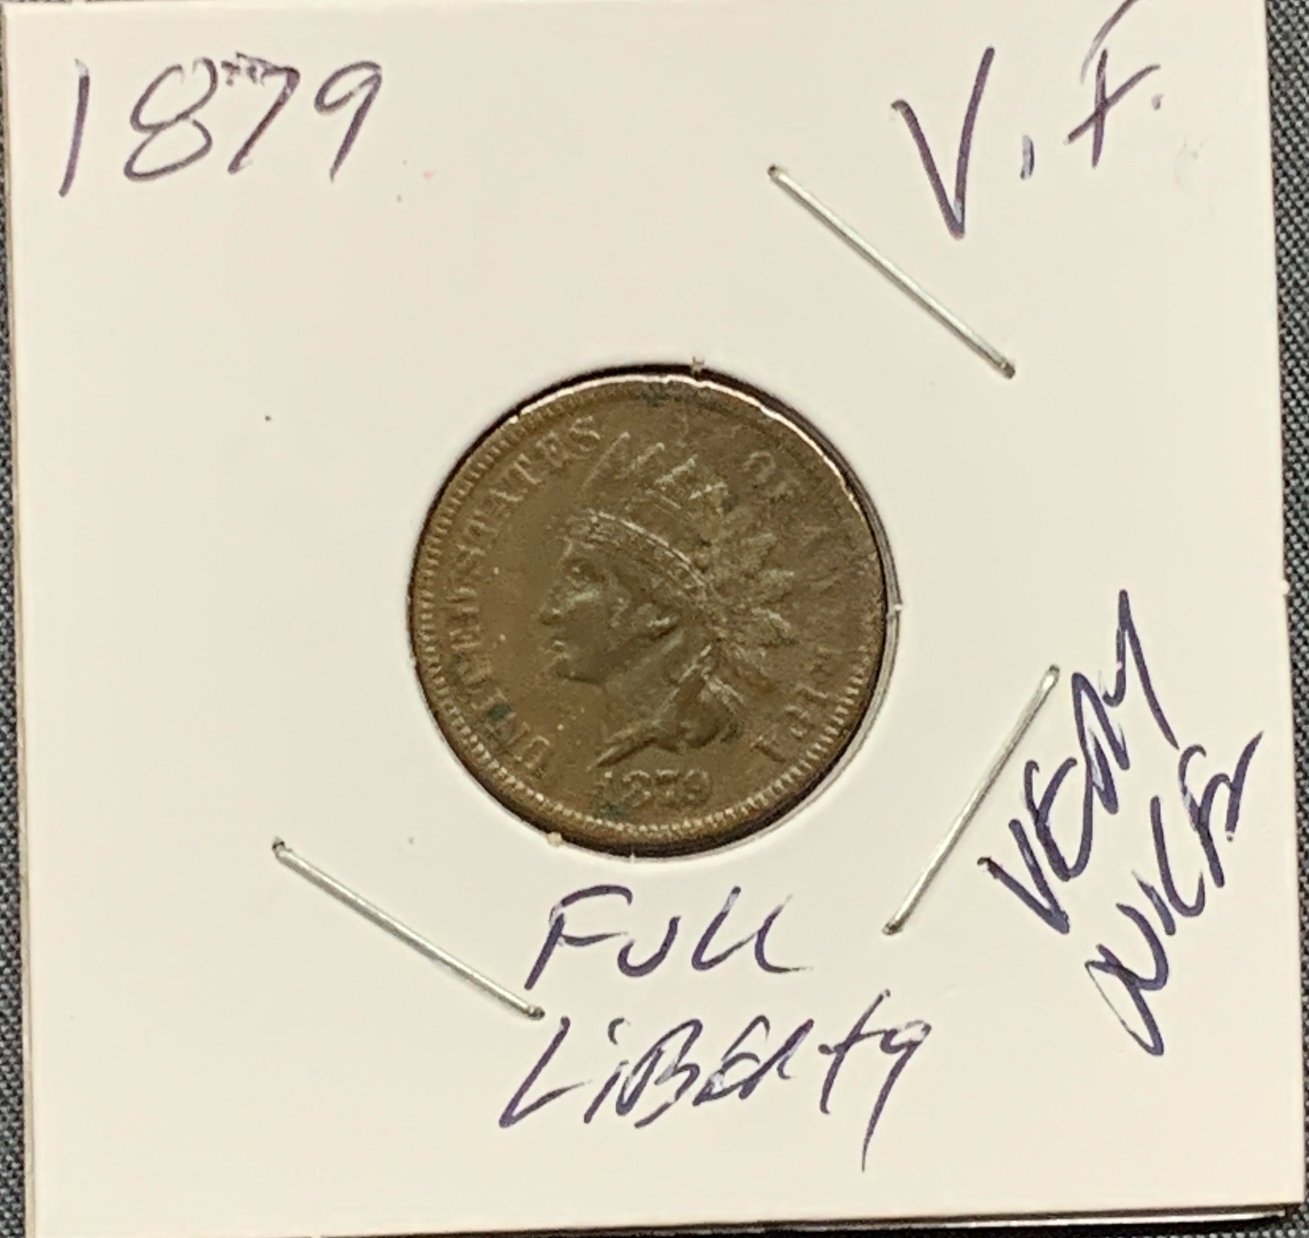 1879
V.F.
UNITED STATES OF AMERICA
1879
FULL
LiBERty
VERY
NICE